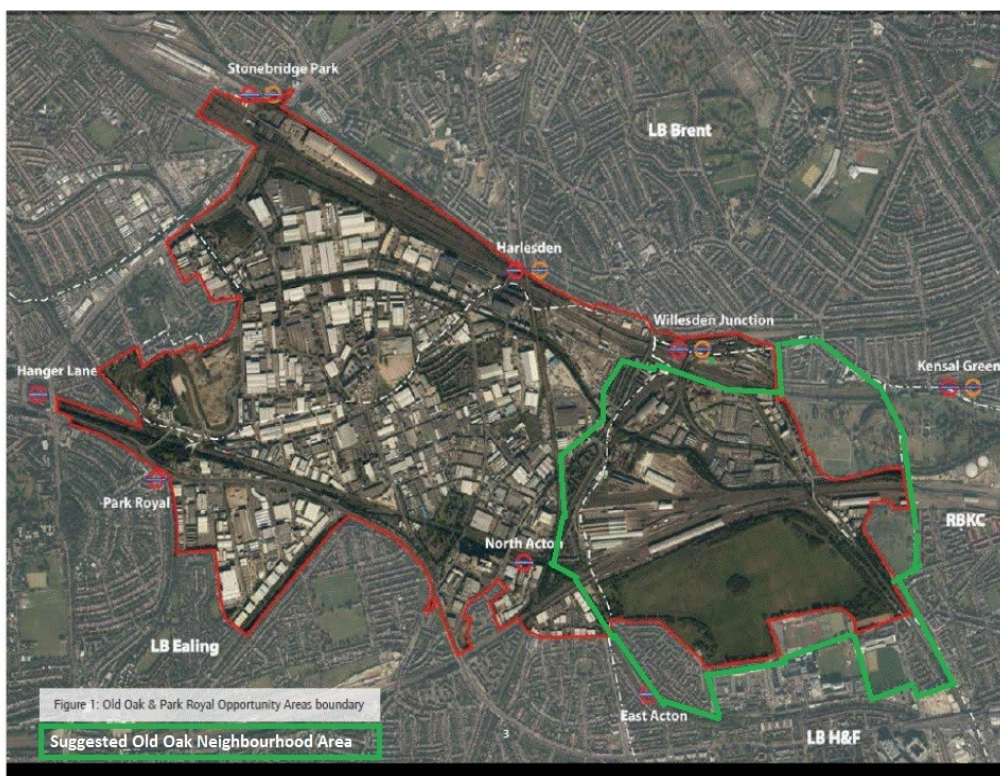 Stonebridge Park
LB Brent
Harlesden
Willesden Junction
Hanger Lane
Kensal Green
Park Royal
North Acton
RBKC
LB Ealing
East Acton
LB H&F
3
Figure 1: Old Oak & Park Royal Opportunity Areas boundary
Suggested Old Oak Neighbourhood Area